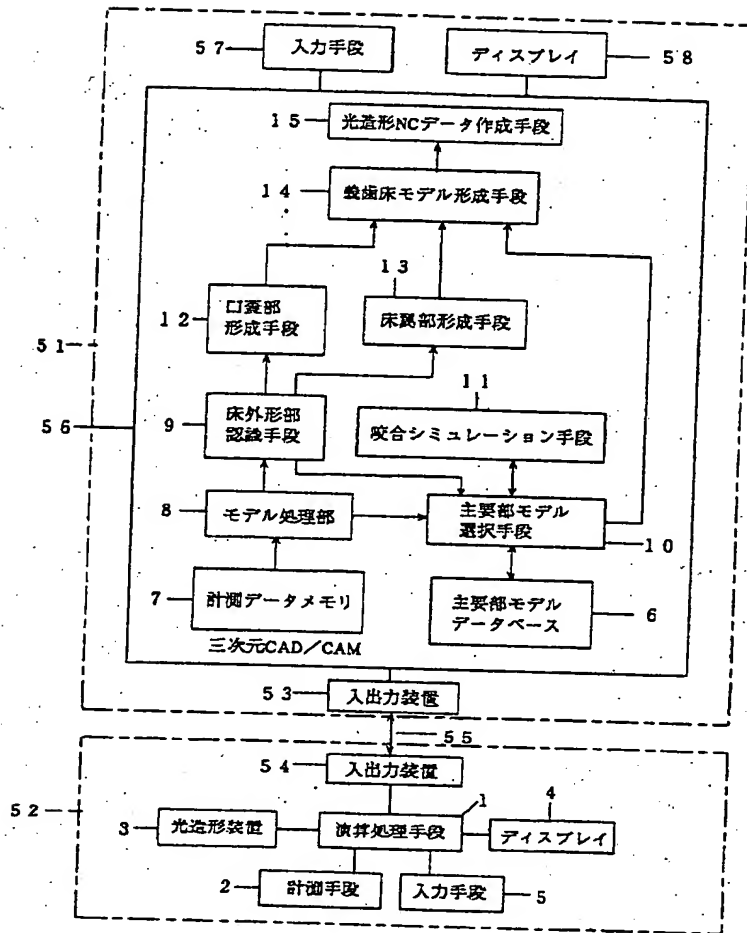 57
入力手段
ディスプレイ
58
15
光造形NCデータ作成手段
14
義歯床モデル形成手段
13
12
口蓋部
形成手段
床翼部形成手段
51
11
56
9
床外形部
認識手段
咬合シミュレーション手段
8
モデル処理部
主要部モデル
選択手段
10
7
計測データメモリ
主要部モデル
データベース
6
三次元CAD/CAM
53
入出力装置
55
54
入出力装置
52
1
4
3
光造形装置
演算処理手段
ディスプレイ
2
計測手段
入力手段
5